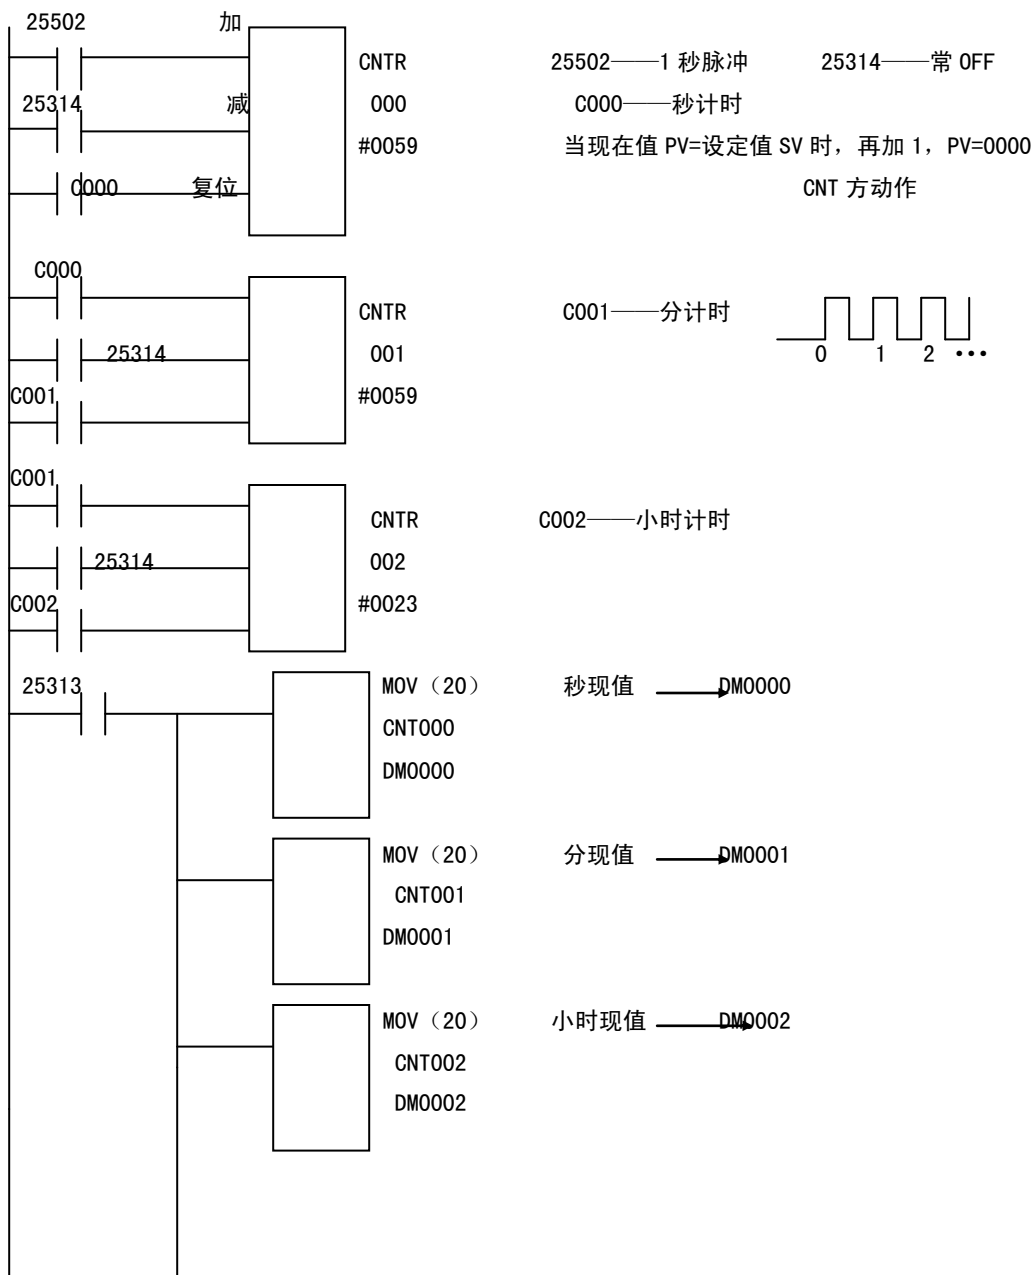 25502 加
CNTR 25502——1 秒脉冲 25314——常 OFF
25314 减 000 C000——秒计时
#0059 当现在值 PV=设定值 SV 时，再加 1，PV=0000
C000 复位 CNT 方动作
C000
CNTR C001——分计时
25314 001 0 1 2 •••
C001 #0059
C001
CNTR C002——小时计时
25314 002
C002 #0023
25313 MOV（20） 秒现值 DM0000
CNT000
DM0000
MOV（20） 分现值 DM0001
CNT001
DM0001
MOV（20） 小时现值 DM0002
CNT002
DM0002